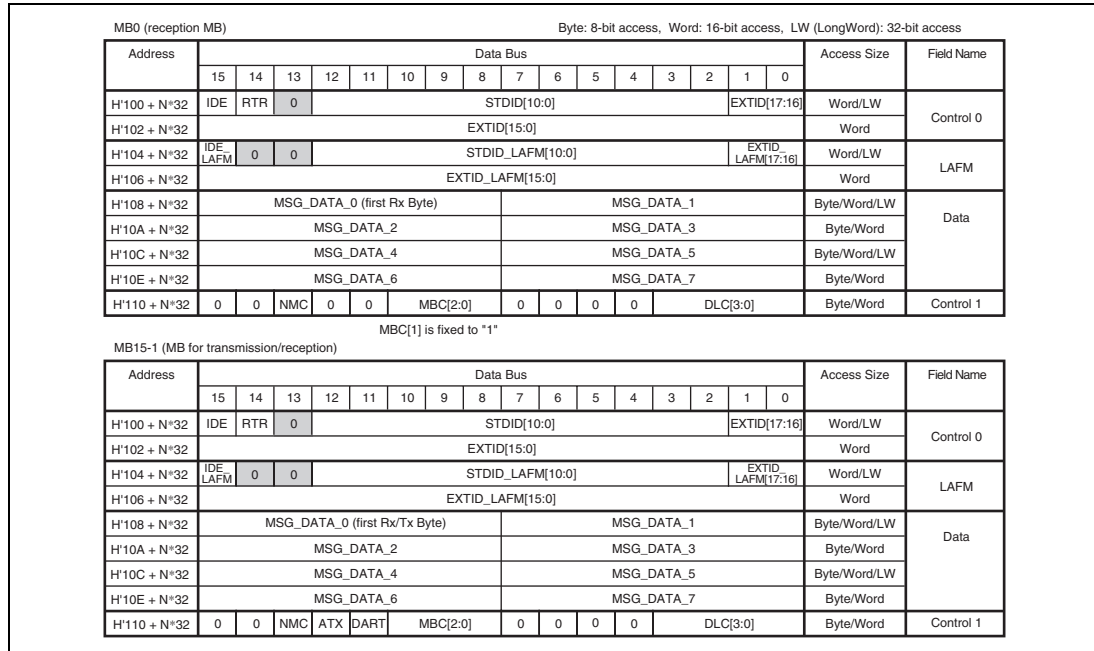 MB0 (reception MB) Byte: 8-bit access, Word: 16-bit access, LW (LongWord): 32-bit access
Address Data Bus Access Size Field Name
15 14 13 12 11 10 9 8 7 6 5 4 3 2 1 0
H'100 + N*32 IDE RTR 0 STDID[10:0] EXTID[17:16] Word/LW Control 0
H'102 + N*32 EXTID[15:0] Word
H'104 + N*32 IDE_LAFM 0 0 STDID_LAFM[10:0] EXTID_LAFM[17:16] Word/LW LAFM
H'106 + N*32 EXTID_LAFM[15:0] Word
H'108 + N*32 MSG_DATA_0 (first Rx Byte) MSG_DATA_1 Byte/Word/LW Data
H'10A + N*32 MSG_DATA_2 MSG_DATA_3 Byte/Word
H'10C + N*32 MSG_DATA_4 MSG_DATA_5 Byte/Word/LW
H'10E + N*32 MSG_DATA_6 MSG_DATA_7 Byte/Word
H'110 + N*32 0 0 NMC 0 0 MBC[2:0] 0 0 0 0 DLC[3:0] Byte/Word Control 1
MBC[1] is fixed to "1"
MB15-1 (MB for transmission/reception)
Address Data Bus Access Size Field Name
15 14 13 12 11 10 9 8 7 6 5 4 3 2 1 0
H'100 + N*32 IDE RTR 0 STDID[10:0] EXTID[17:16] Word/LW Control 0
H'102 + N*32 EXTID[15:0] Word
H'104 + N*32 IDE_LAFM 0 0 STDID_LAFM[10:0] EXTID_LAFM[17:16] Word/LW LAFM
H'106 + N*32 EXTID_LAFM[15:0] Word
H'108 + N*32 MSG_DATA_0 (first Rx/Tx Byte) MSG_DATA_1 Byte/Word/LW Data
H'10A + N*32 MSG_DATA_2 MSG_DATA_3 Byte/Word
H'10C + N*32 MSG_DATA_4 MSG_DATA_5 Byte/Word/LW
H'10E + N*32 MSG_DATA_6 MSG_DATA_7 Byte/Word
H'110 + N*32 0 0 NMC ATX DART MBC[2:0] 0 0 0 0 DLC[3:0] Byte/Word Control 1